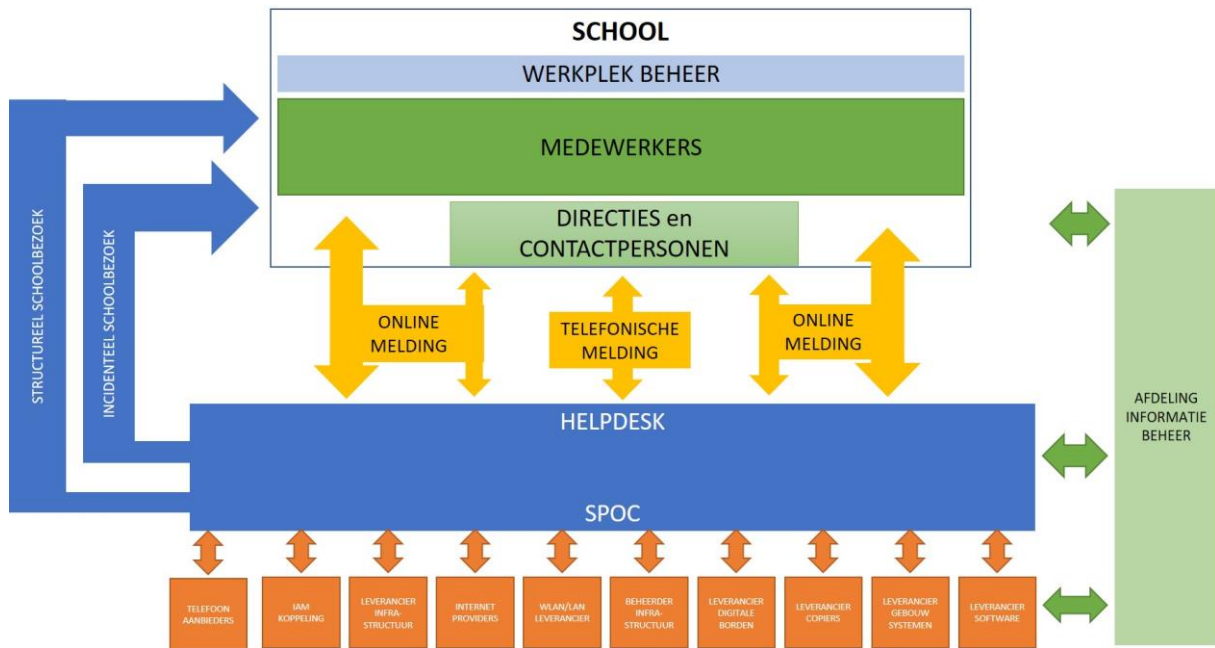 SCHOOL
WERKPLEK BEHEER
MEDEWERKERS
DIRECTIES en
CONTACTPERSONEN
STRUCTUREEL SCHOOLBEZOEK
INCIDENTEEL SCHOOLBEZOEK
ONLINE
MELDING
TELEFONISCHE
MELDING
ONLINE
MELDING
AFDELING
INFORMATIE
BEHEER
HELPDESK
SPOC
TELEFOON
AANBIEDERS
IAM
KOPPELING
LEVERANCIER
INFRA-
STRUCTUUR
INTERNET
PROVIDERS
WLAN/LAN
LEVERANCIER
BEHEERDER
INFRA-
STRUCTUUR
LEVERANCIER
DIGITALE
BORDEN
LEVERANCIER
COPIERS
LEVERANCIER
GEBOUW
SYSTEMEN
LEVERANCIER
SOFTWARE